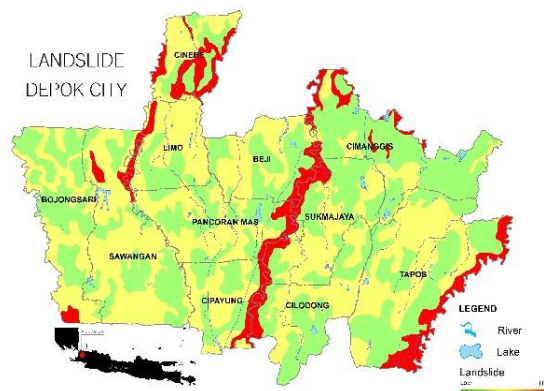 LANDSLIDE
DEPOK CITY
CINERE
LIMO
BEJI
CIMANGGIS
BOJONGSARI
PANCORAN MAS
SUKMAJAYA
SAWANGAN
TAPOS
CIPAYUNG
CILODONG
LEGEND
River
Lake
Landslide